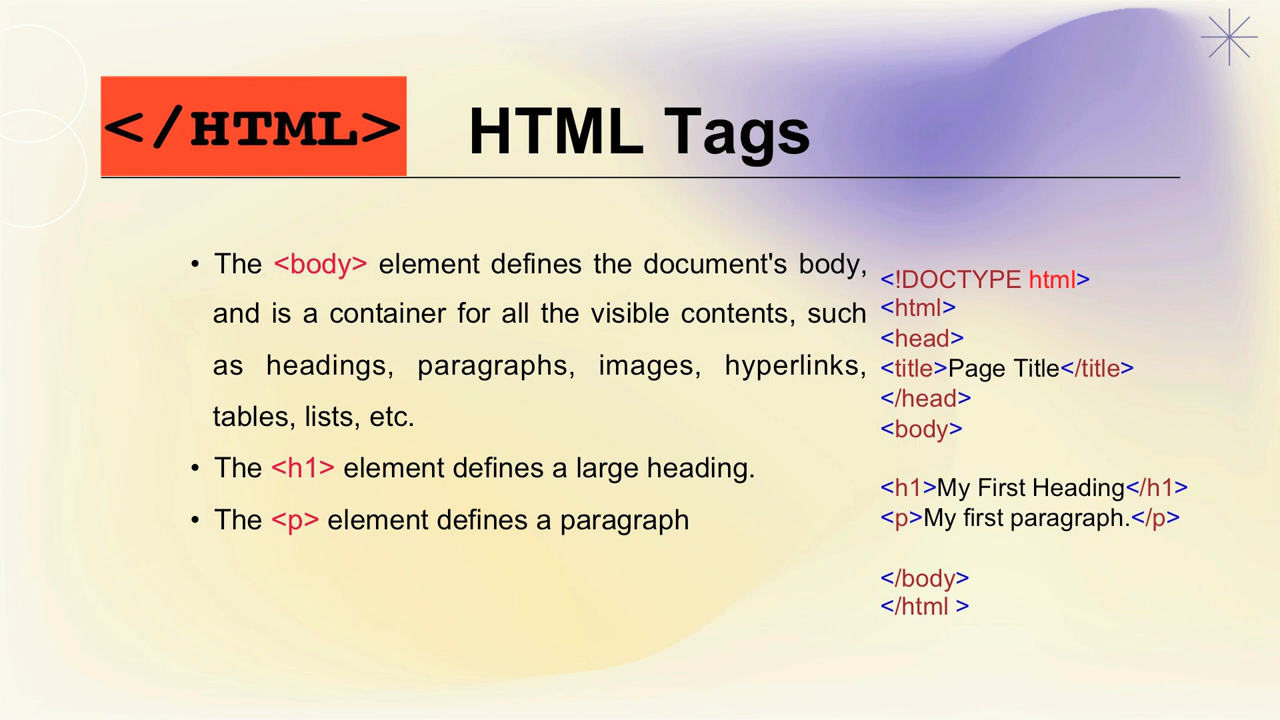 </HTML>
HTML Tags
• The <body> element defines the document's body,
and is a container for all the visible contents, such
as headings, paragraphs, images, hyperlinks,
tables, lists, etc.
• The <h1> element defines a large heading.
• The <p> element defines a paragraph
<!DOCTYPE html>
<html>
<head>
<title>Page Title</title>
</head>
<body>
<h1>My First Heading</h1>
<p>My first paragraph.</p>
</body>
</html >